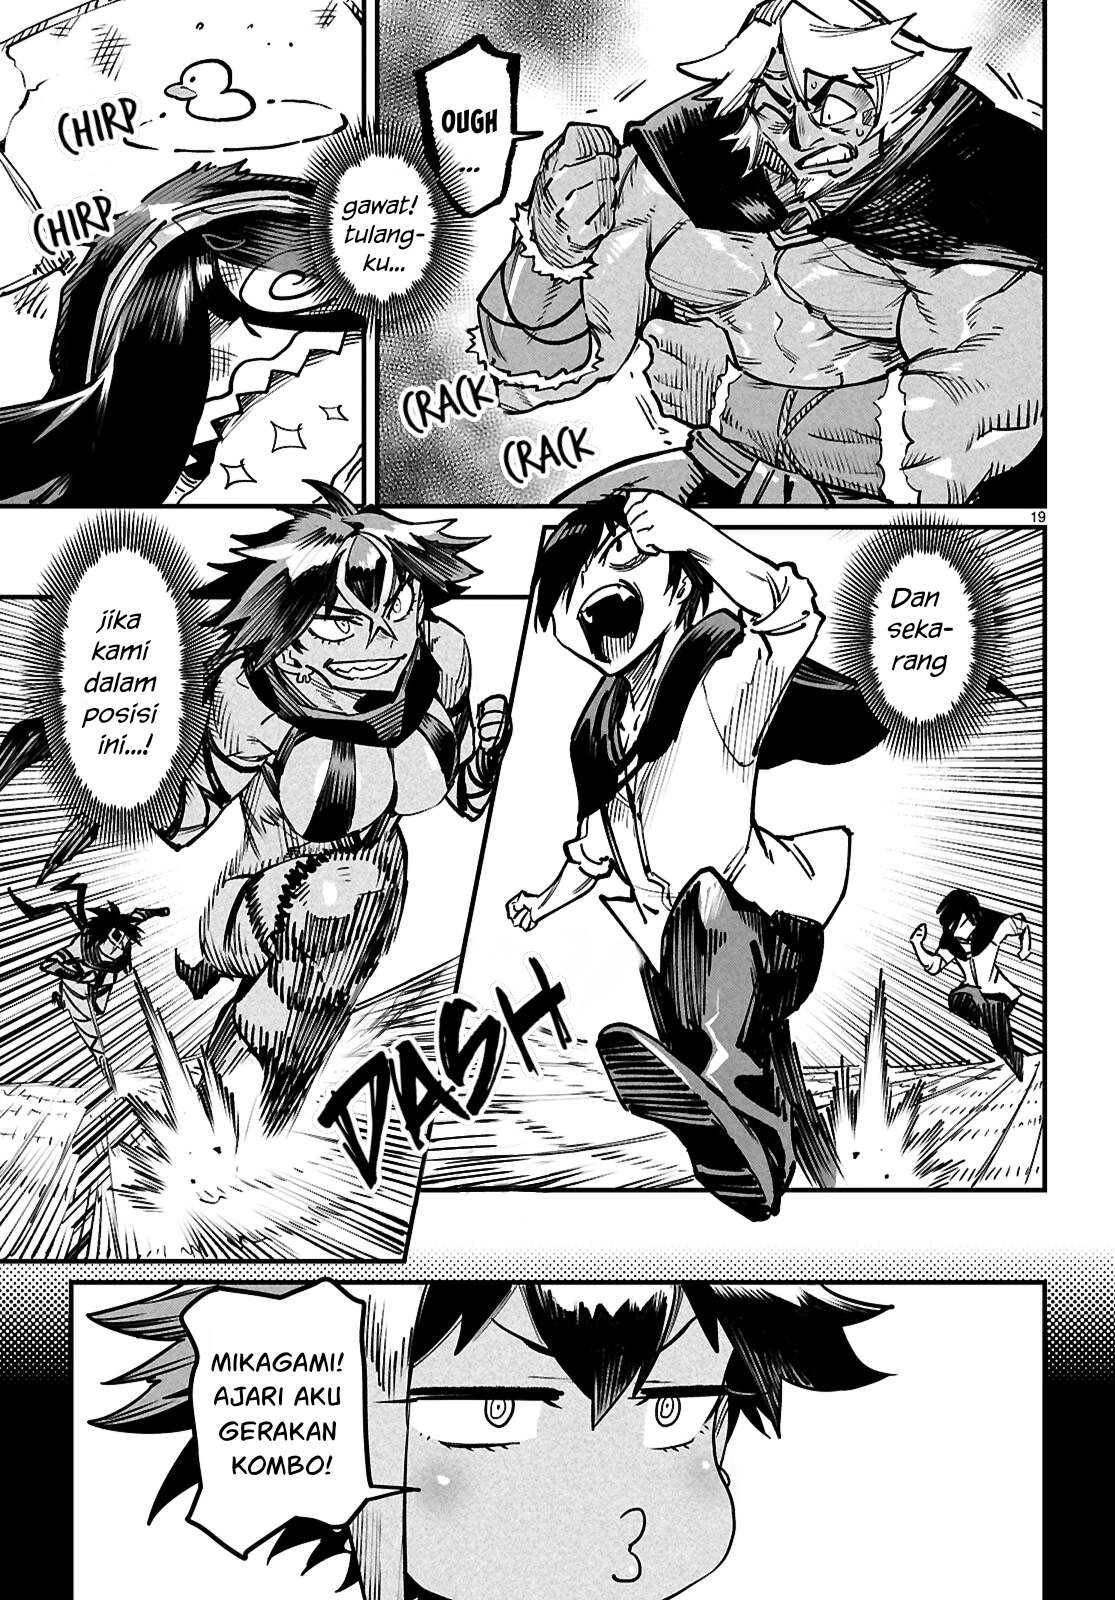 OUGH
...
gawat!
tulang-
ku...
CRACK
CRACK
CHIRP
CHIRP
19
Dan
seka-
rang
jika
kami
dalam
posisi
ini...!
DASH
MIKAGAMI!
AJARI AKU
GERAKAN
KOMBO!